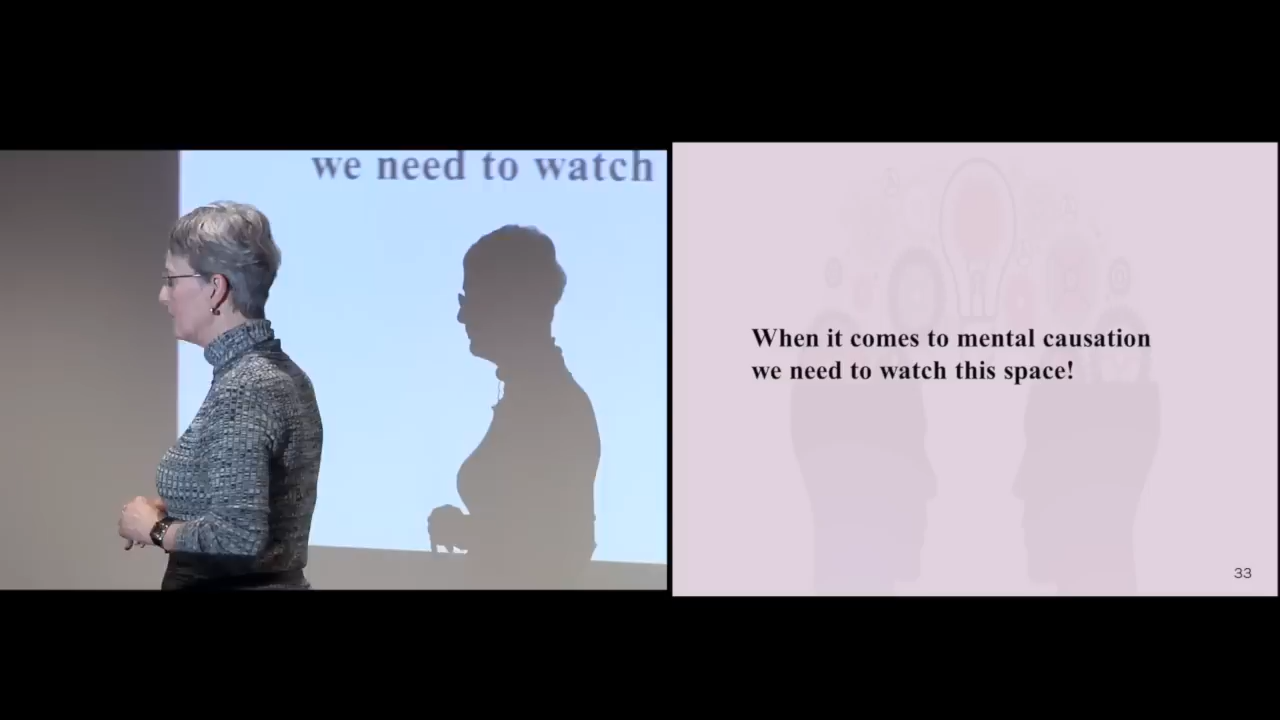 we need to watch
When it comes to mental causation
we need to watch this space!
33